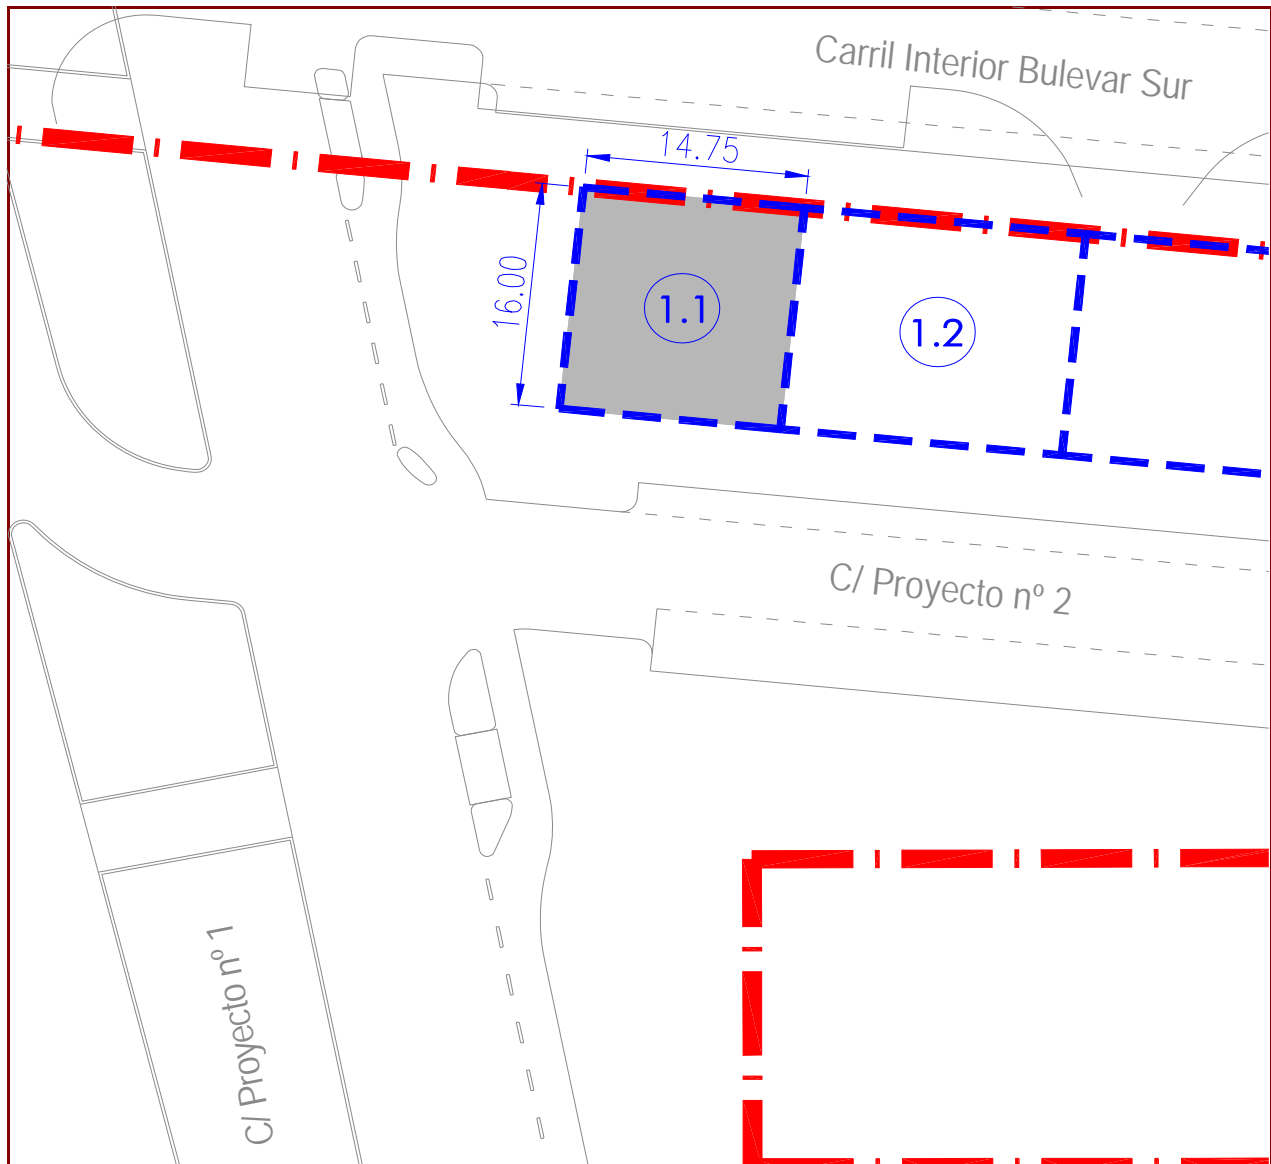 Carril Interior Bulevar Sur
14.75
16.00
1.1
1.2
C/ Proyecto nº 2
C/ Proyecto nº 1